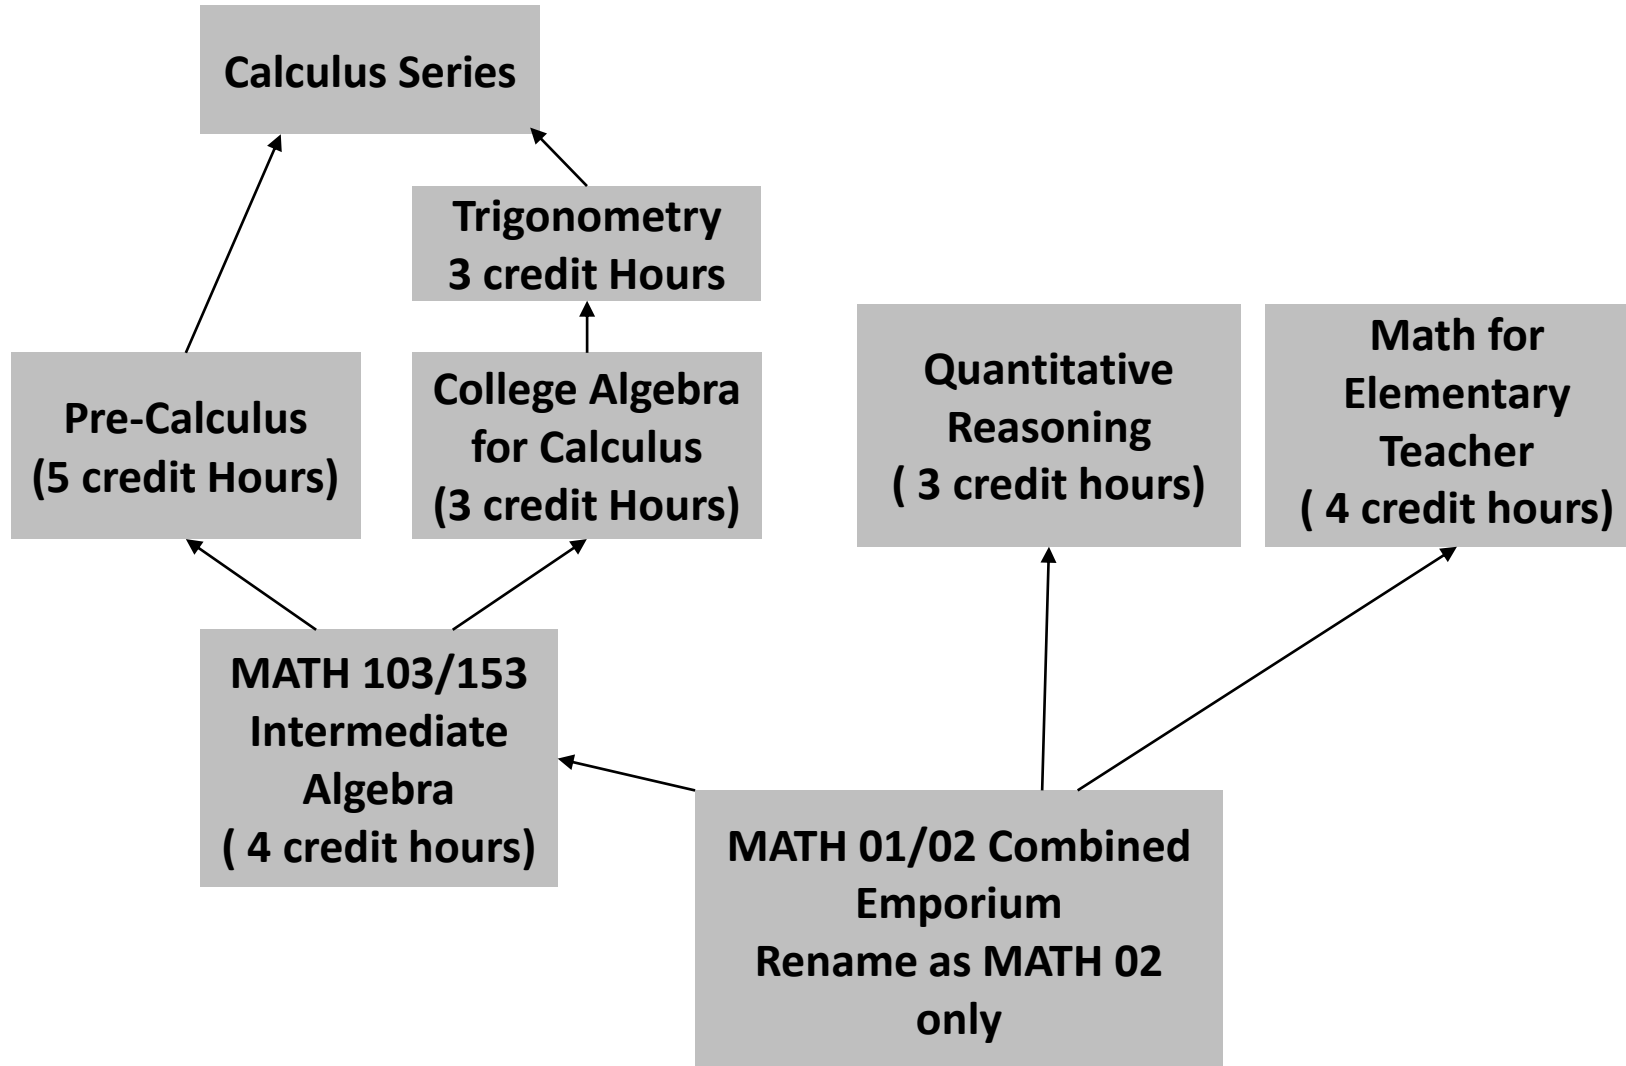 Calculus Series
Trigonometry
3 credit Hours
Pre-Calculus
(5 credit Hours)
College Algebra
for Calculus
(3 credit Hours)
Quantitative
Reasoning
( 3 credit hours)
Math for
Elementary
Teacher
( 4 credit hours)
MATH 103/153
Intermediate
Algebra
( 4 credit hours)
MATH 01/02 Combined
Emporium
Rename as MATH 02
only